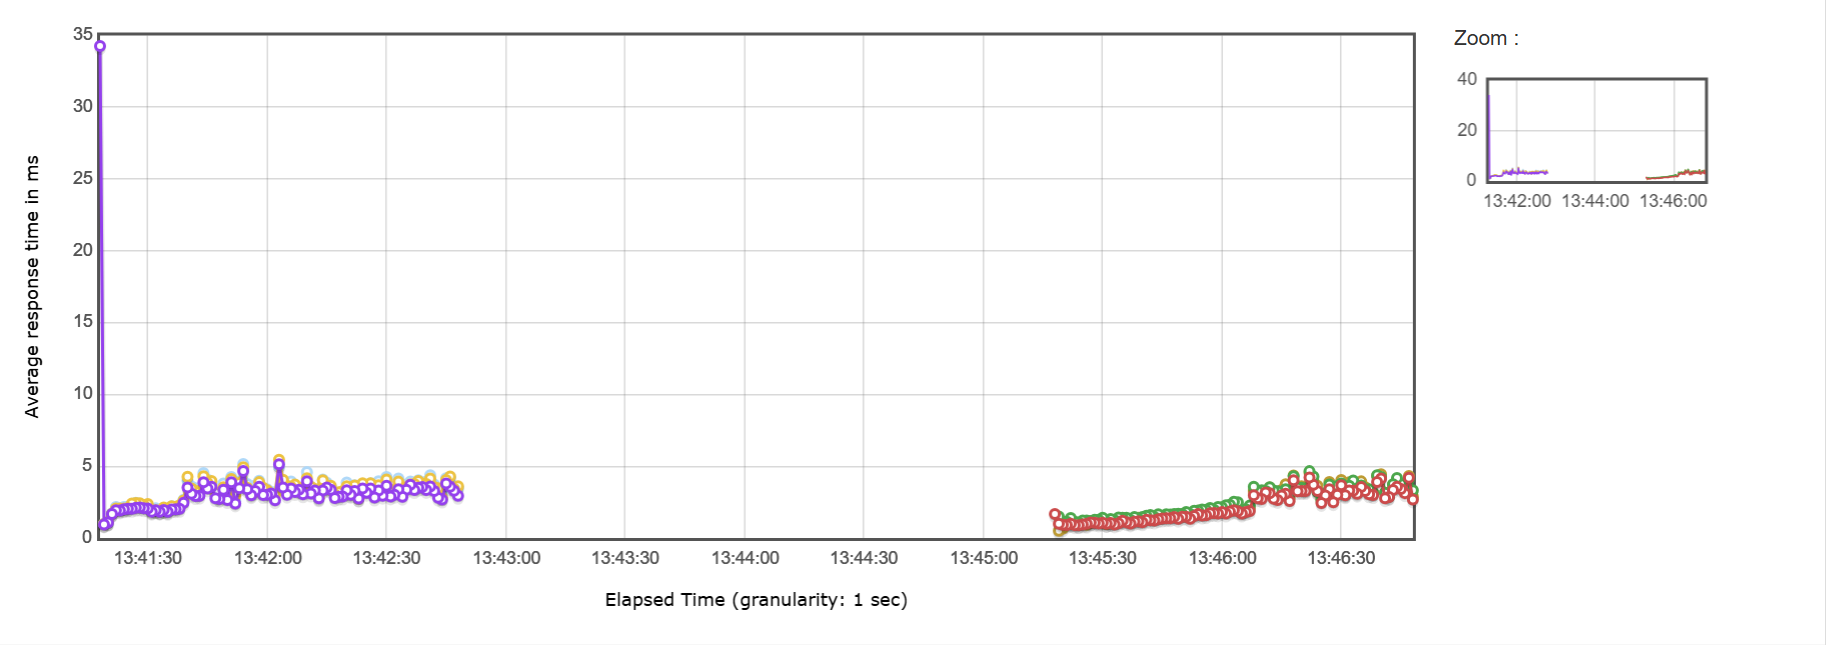 Zoom :
40
20
0
13:42:00 13:44:00 13:46:00
Average response time in ms
35
30
25
20
15
10
5
0
13:41:30 13:42:00 13:42:30 13:43:00 13:43:30 13:44:00 13:44:30 13:45:00 13:45:30 13:46:00 13:46:30
Elapsed Time (granularity: 1 sec)